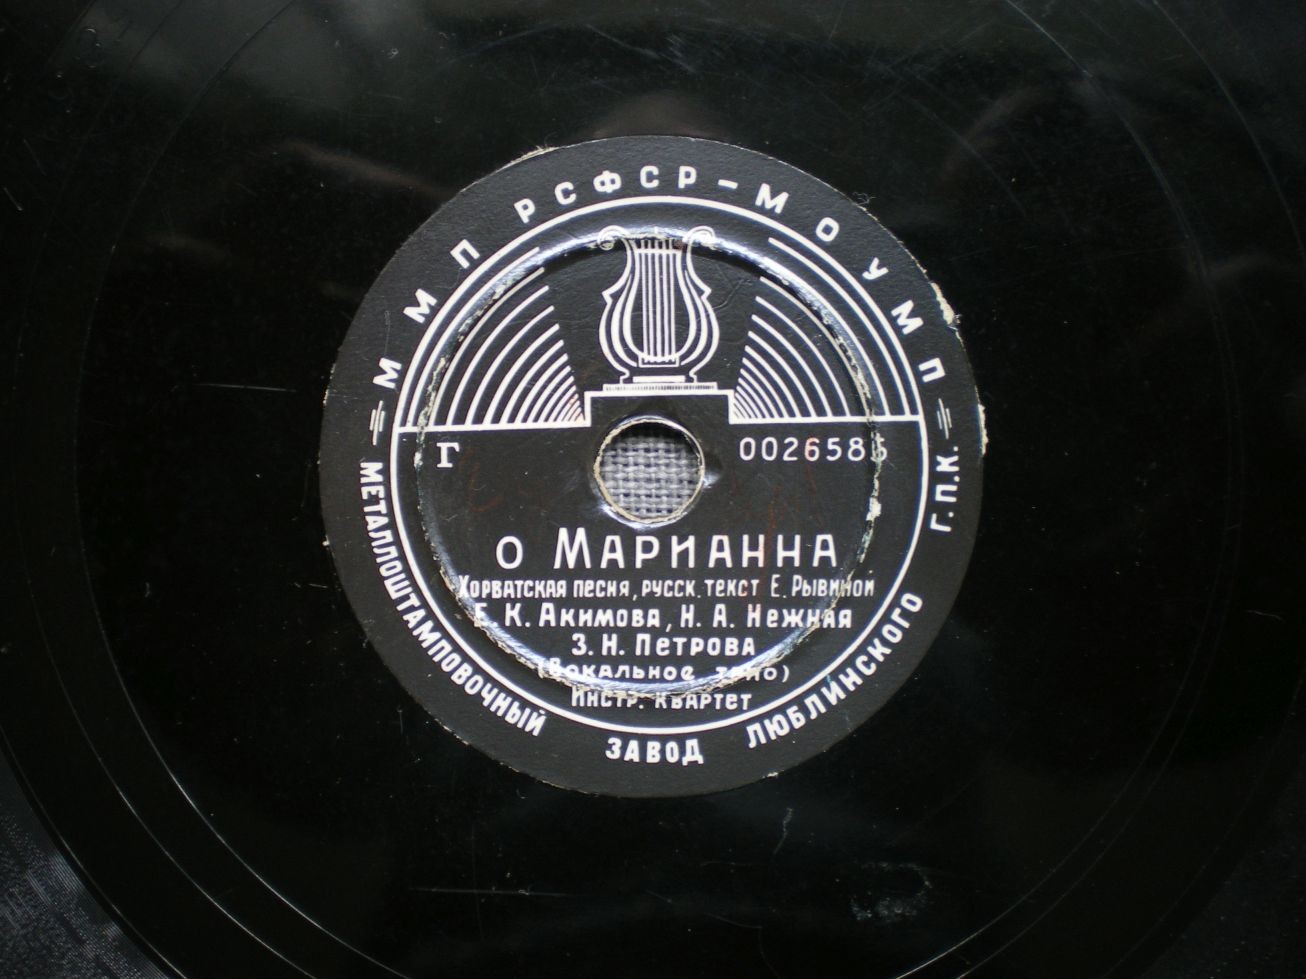 ММП РСФСР-МОУМП
Г 0026585
О МАРИАННА
ХОРВАТСКАЯ ПЕСНЯ, РУССК. ТЕКСТ Е. РЫВИНОЙ
Е. К. АКИМОВА, Н. А. НЕЖНАЯ
З. Н. ПЕТРОВА
(ВОКАЛЬНОЕ ТРИО)
ИНСТР. КВАРТЕТ
МЕТАЛЛОШТАМПОВОЧНЫЙ ЗАВОД ЛЮБЛИНСКОГО Г.П.К.